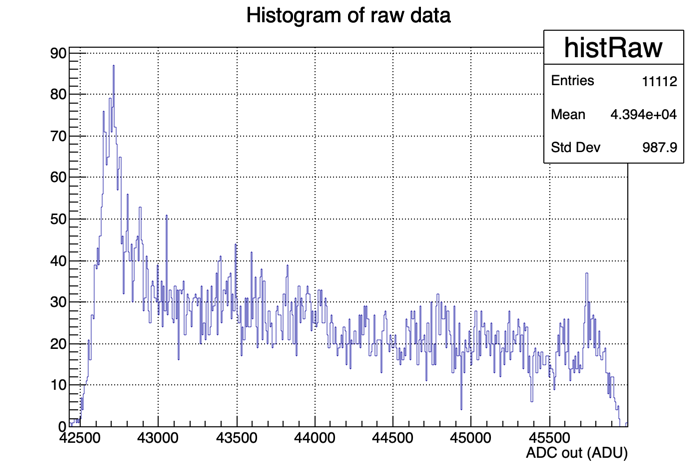 Histogram of raw data
histRaw
Entries 11112
Mean 4.394e+04
Std Dev 987.9
90
80
70
60
50
40
30
20
10
0
42500 43000 43500 44000 44500 45000 45500
ADC out (ADU)